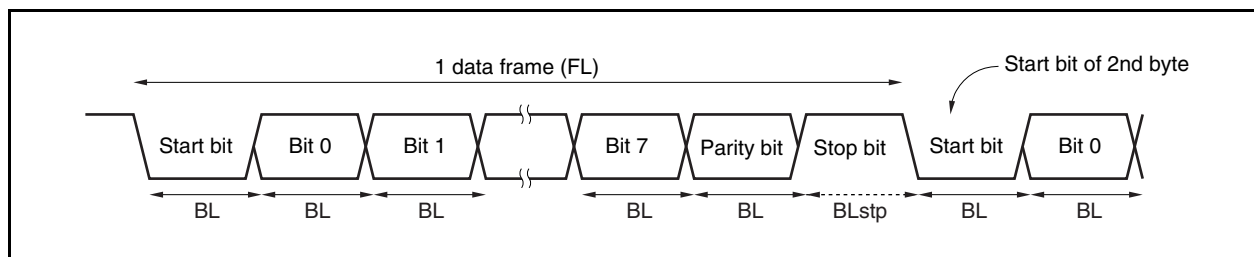 1 data frame (FL)
Start bit of 2nd byte
Start bit Bit 0 Bit 1 Bit 7 Parity bit Stop bit Start bit Bit 0
BL BL BL BL BL BLstp BL BL